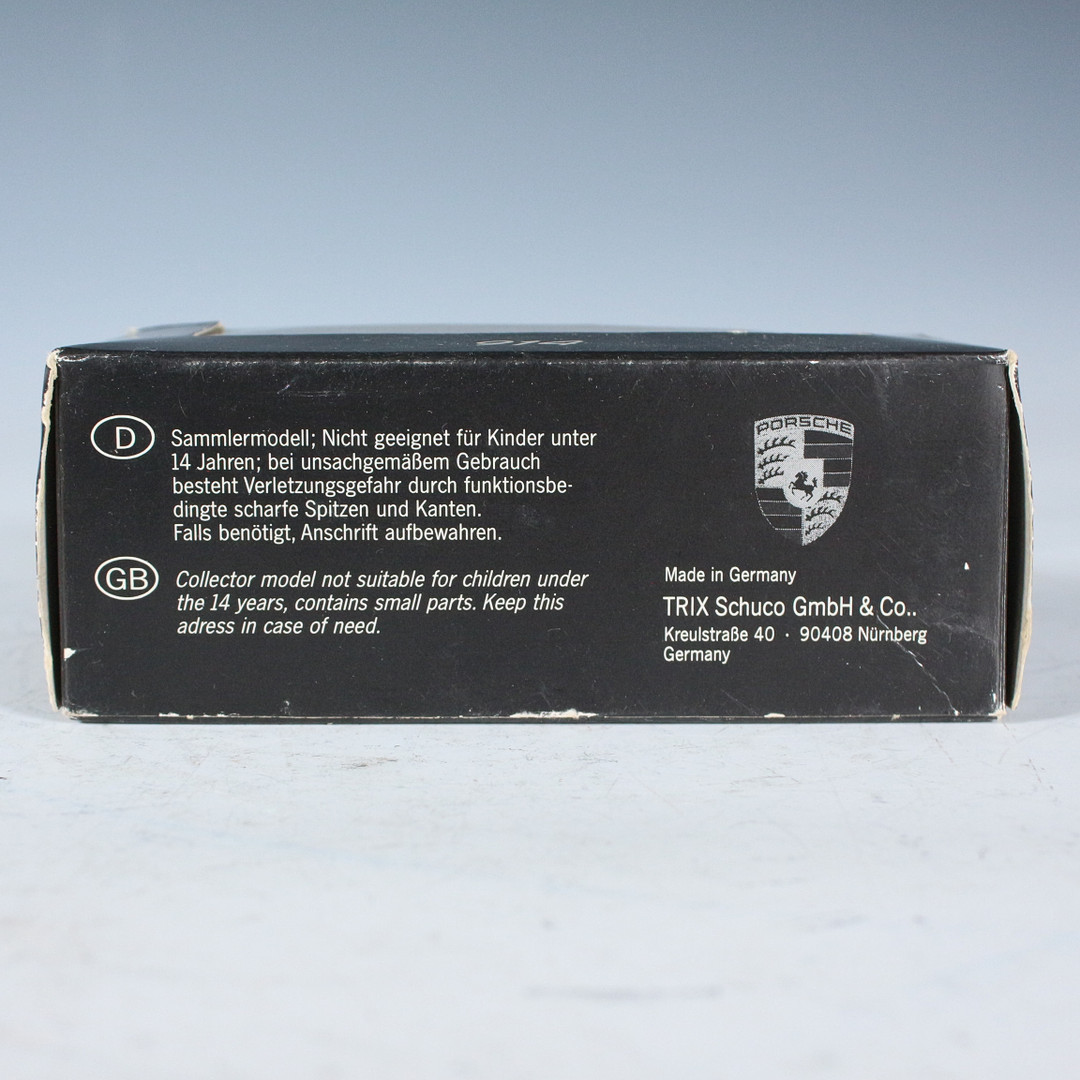 D
Sammlermodell; Nicht geeignet für Kinder unter
14 Jahren; bei unsachgemäßem Gebrauch
besteht Verletzungsgefahr durch funktionsbe-
dingte scharfe Spitzen und Kanten.
Falls benötigt, Anschrift aufbewahren.
GB
Collector model not suitable for children under
the 14 years, contains small parts. Keep this
adress in case of need.
PORSCHE
Made in Germany
TRIX Schuco GmbH & Co..
Kreulstraße 40 · 90408 Nürnberg
Germany